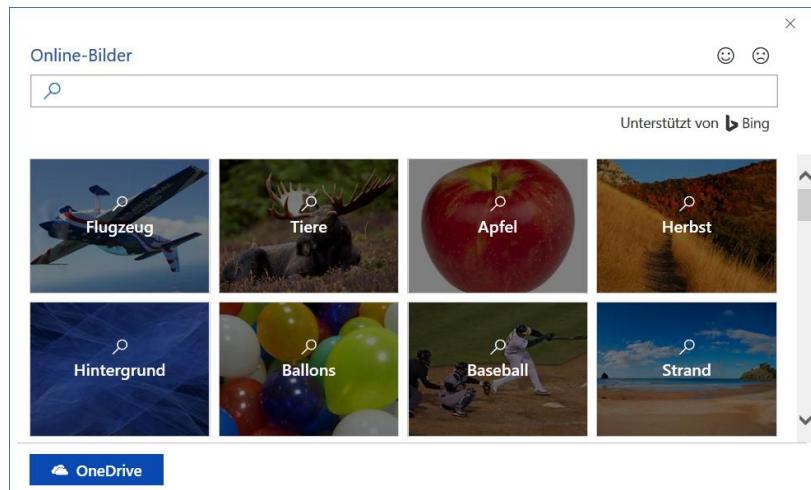 Online-Bilder
Unterstützt von Bing
Flugzeug
Tiere
Apfel
Herbst
Hintergrund
Ballons
Baseball
Strand
OneDrive